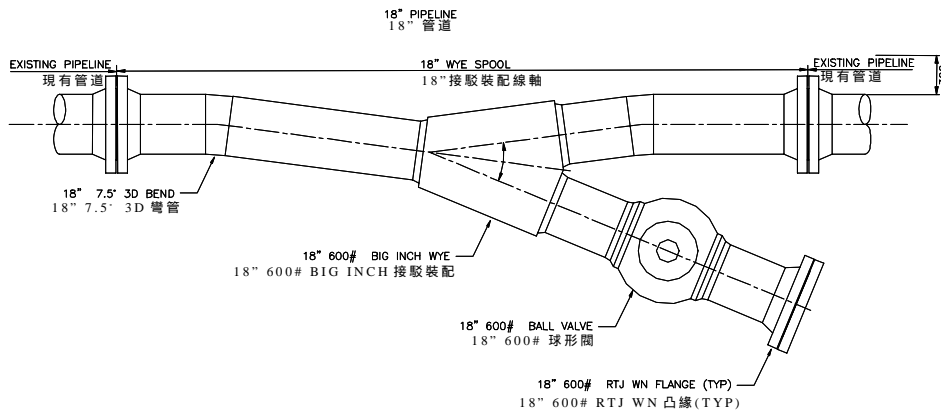 18" PIPELINE
18" 管道
EXISTING PIPELINE
現有管道
18" WYE SPOOL
18"接駁裝配線軸
EXISTING PIPELINE
現有管道
18" 7.5° 3D BEND
18" 7.5° 3D 彎管
18" 600# BIG INCH WYE
18" 600# BIG INCH 接駁裝配
18" 600# BALL VALVE
18" 600# 球形閥
18" 600# RTJ WN FLANGE (TYP)
18" 600# RTJ WN 凸緣(TYP)